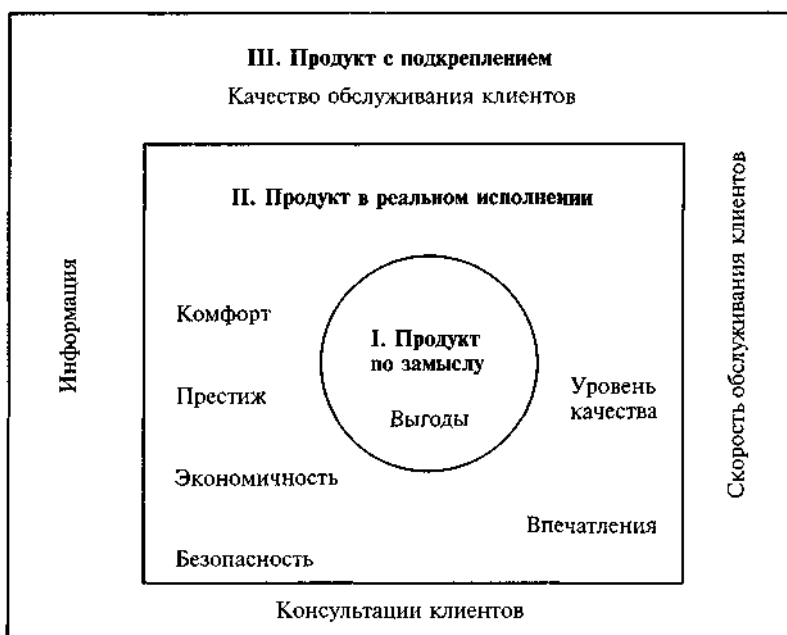 III. Продукт с подкреплением
Качество обслуживания клиентов
Информация
II. Продукт в реальном исполнении
Комфорт
Престиж
Экономичность
Безопасность
I. Продукт
по замыслу
Выгоды
Уровень
качества
Впечатления
Скорость обслуживания клиентов
Консультации клиентов